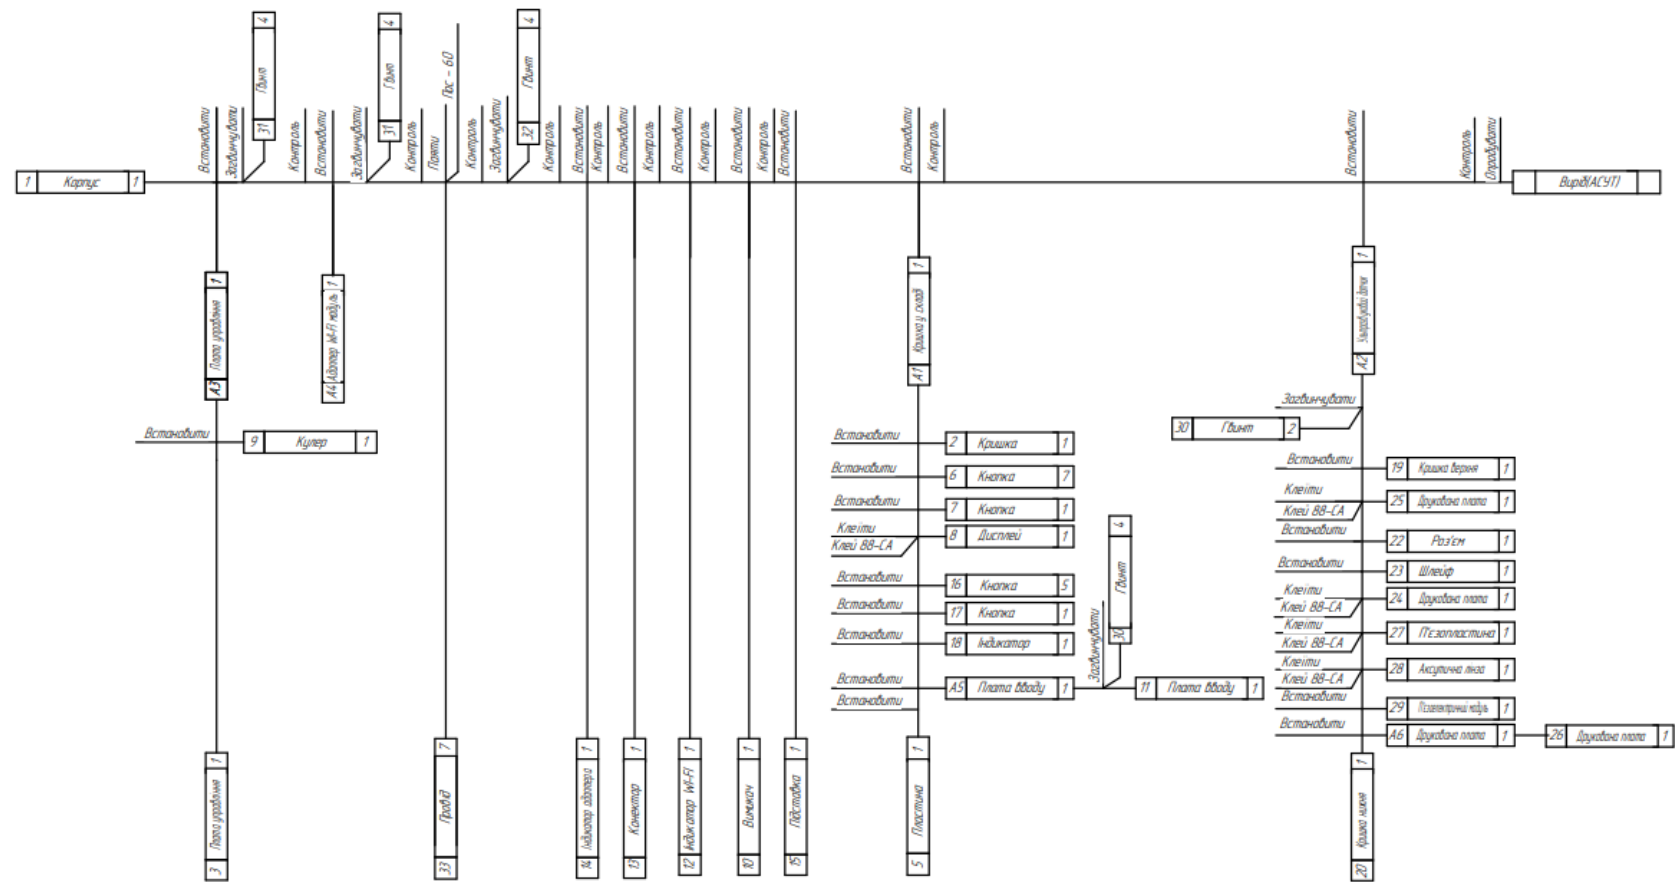 4
Гвинт
31
4
Гвинт
31
Пос - 60
4
Гвинт
32
Встановити
Загвинчувати
Контроль
Встановити
Загвинчувати
Контроль
Паяти
Контроль
Загвинчувати
Контроль
Встановити
Контроль
Встановити
Контроль
Встановити
Контроль
Встановити
Контроль
Встановити
Встановити
Контроль
Встановити
Контроль
Опробувати
1 Корпус 1
Виріб(АСУТ)
1
Плата управління
А3
1
Адаптер WI-FI модуль
А4
1
Кришка у складі
А1
1
Ультразвуковий датчик
А2
Встановити
9 Кулер 1
Встановити
2 Кришка 1
Встановити
6 Кнопка 7
Встановити
7 Кнопка 1
Клеїти
Клей 88-СА
8 Дисплей 1
Встановити
16 Кнопка 5
Встановити
17 Кнопка 1
Встановити
18 Індикатор 1
Встановити
А5 Плата вводу 1
Загвинчувати
4
Гвинт
30
11 Плата вводу 1
Встановити
Загвинчувати
30 Гвинт 2
Встановити
19 Кришка верхня 1
Клеїти
Клей 88-СА
25 Друкована плата 1
Встановити
22 Роз'єм 1
Встановити
23 Шлейф 1
Клеїти
Клей 88-СА
24 Друкована плата 1
Клеїти
Клей 88-СА
27 П'єзопластина 1
Клеїти
Клей 88-СА
28 Аксутична лінза 1
Встановити
29 П'єзоелектричний модуль 1
Встановити
А6 Друкована плата 1
26 Друкована плата 1
1
Плата управління
3
7
Провід
33
1
Індикатор адаптера
14
1
Конектор
13
1
Індикатор WI-FI
12
1
Вимикач
10
1
Підставка
15
1
Пластина
5
1
Кришка нижня
20